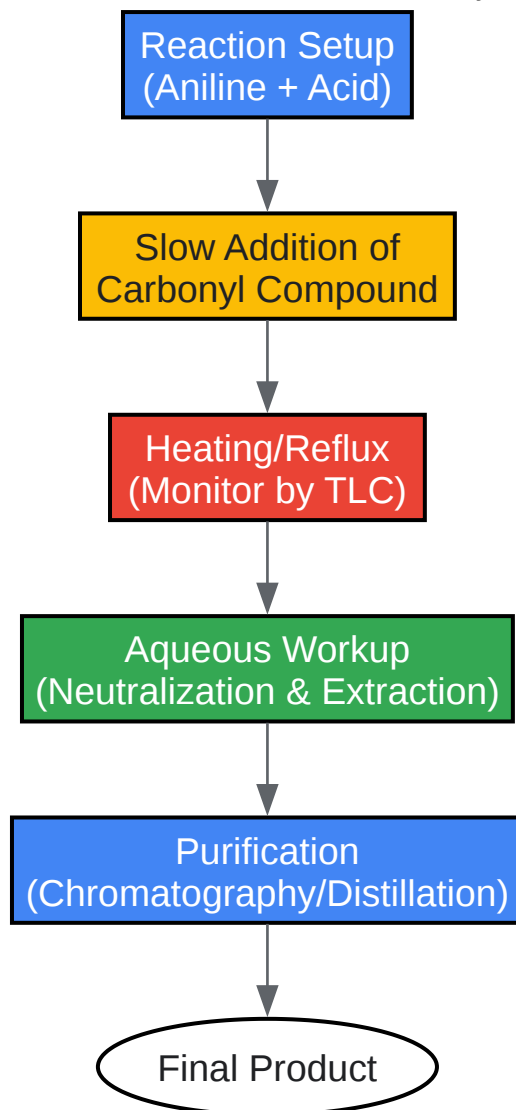 Reaction Setup
(Aniline + Acid)
Slow Addition of
Carbonyl Compound
Heating/Reflux
(Monitor by TLC)
Aqueous Workup
(Neutralization & Extraction)
Purification
(Chromatography/Distillation)
Final Product